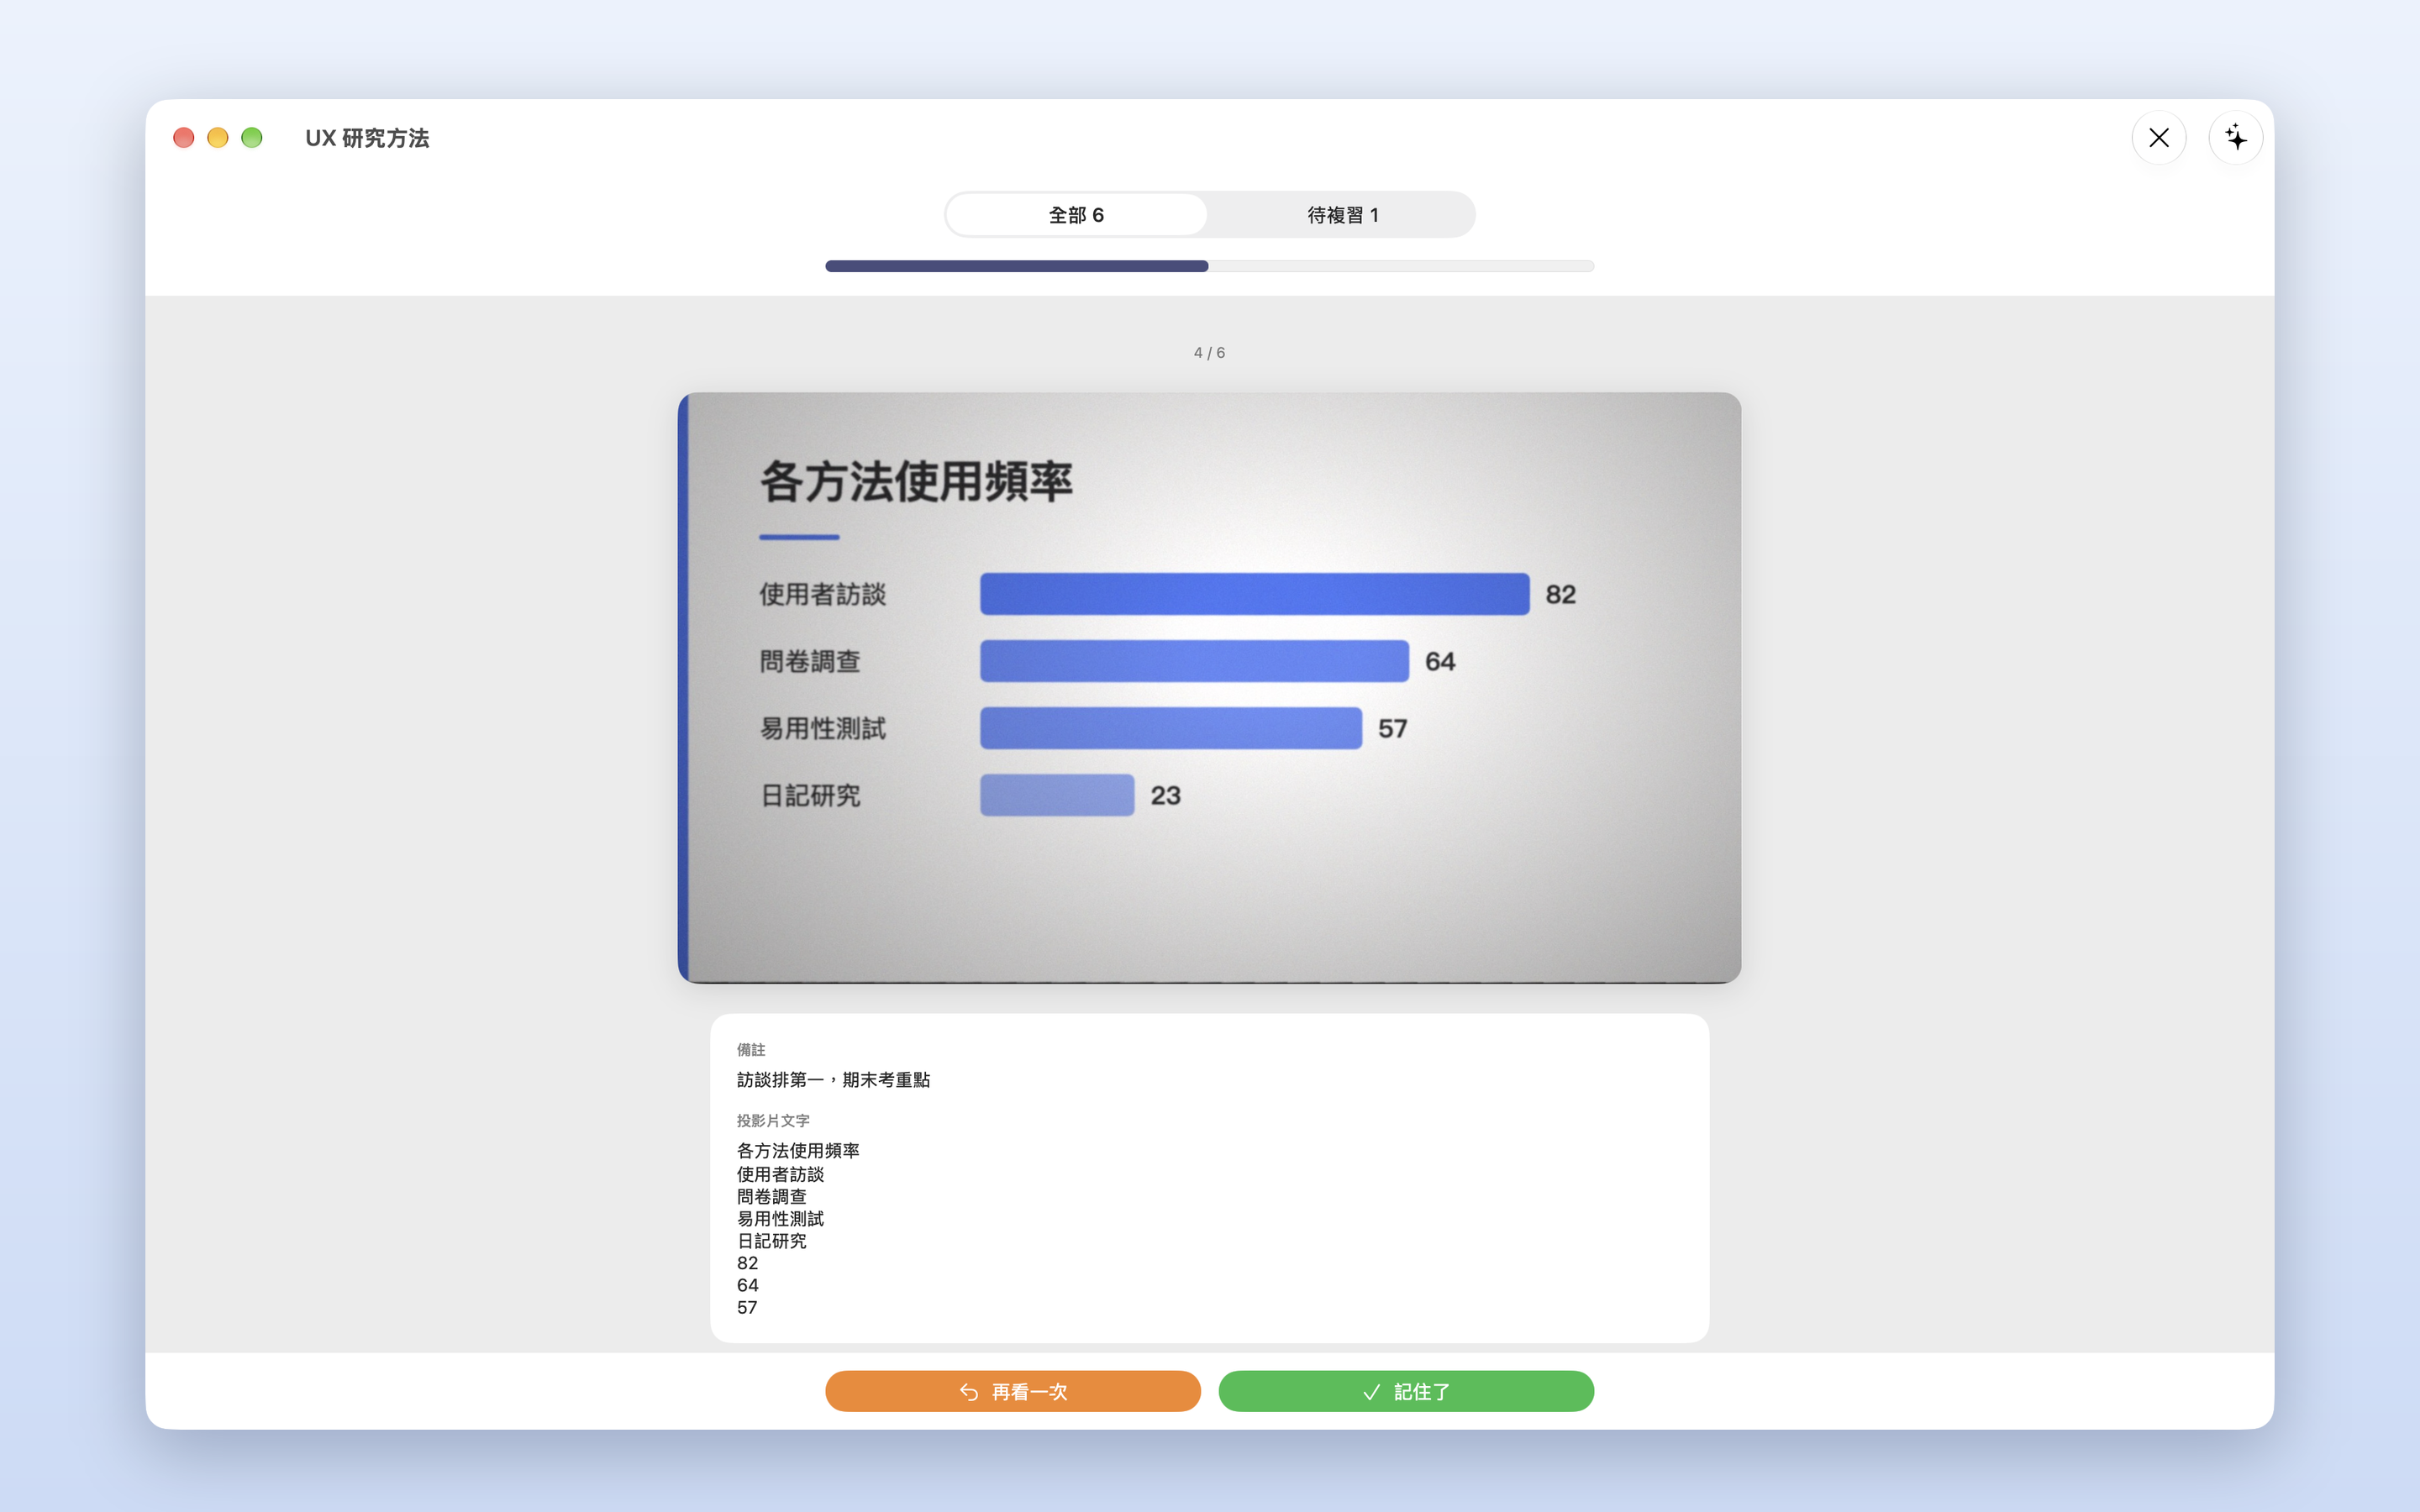 UX 研究方法
全部 6
待複習 1
4 / 6
各方法使用頻率
使用者訪談 82
問卷調查 64
易用性測試 57
日記研究 23
備註
訪談排第一，期末考重點
投影片文字
各方法使用頻率
使用者訪談
問卷調查
易用性測試
日記研究
82
64
57
再看一次
記住了